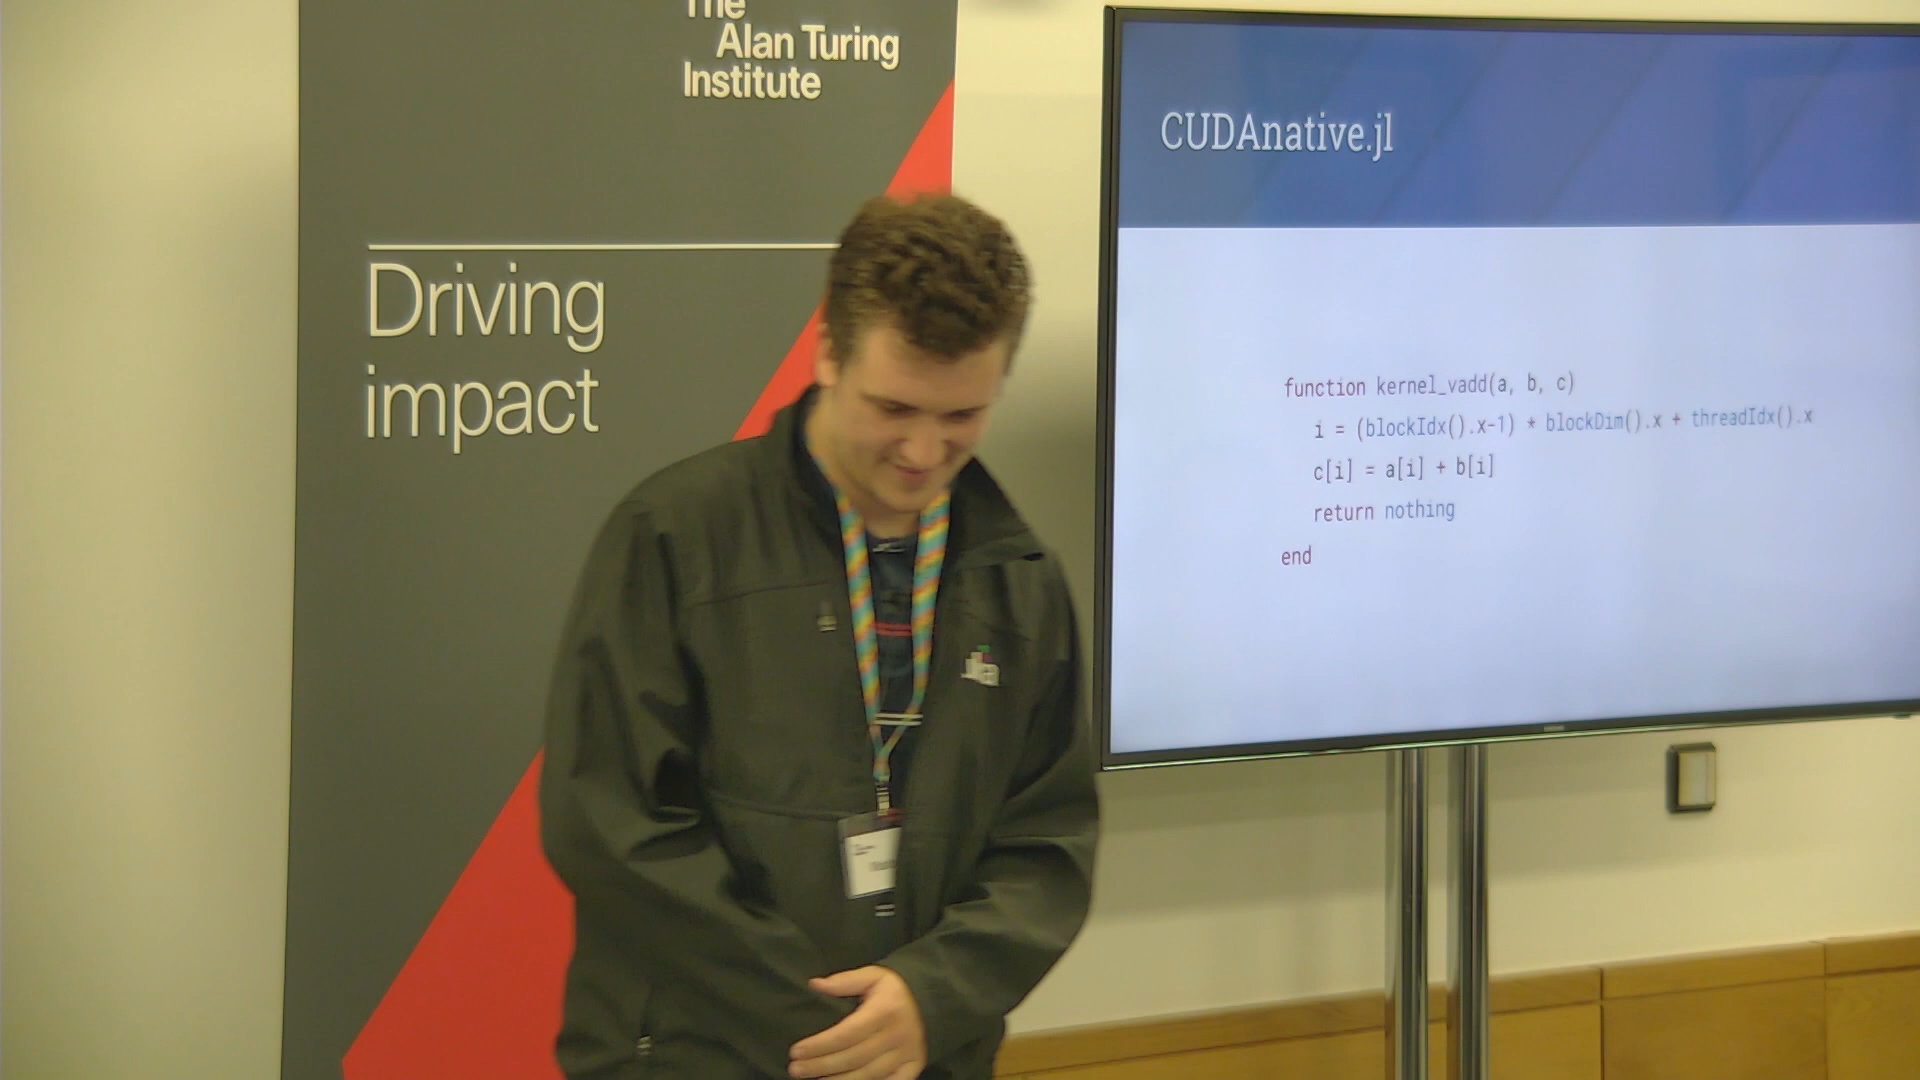 The
Alan Turing
Institute
Driving
impact
CUDAnative.jl
function kernel_vadd(a, b, c)
i = (blockIdx().x-1) * blockDim().x + threadIdx().x
c[i] = a[i] + b[i]
return nothing
end